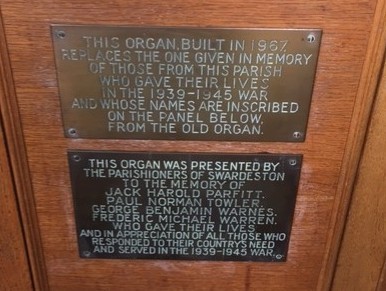 THIS ORGAN, BUILT IN 1967
REPLACES THE ONE GIVEN IN MEMORY
OF THOSE FROM THIS PARISH
WHO GAVE THEIR LIVES
IN THE 1939-1945 WAR
AND WHOSE NAMES ARE INSCRIBED
ON THE PANEL BELOW,
FROM THE OLD ORGAN.
THIS ORGAN WAS PRESENTED BY
THE PARISHIONERS OF SWARDESTON
TO THE MEMORY OF
JACK HAROLD PARFITT.
PAUL NORMAN TOWLER.
GEORGE BENJAMIN WARNES.
FREDERIC MICHAEL WARREN.
WHO GAVE THEIR LIVES
AND IN APPRECIATION OF ALL THOSE WHO
RESPONDED TO THEIR COUNTRY'S NEED
AND SERVED IN THE 1939-1945 WAR.